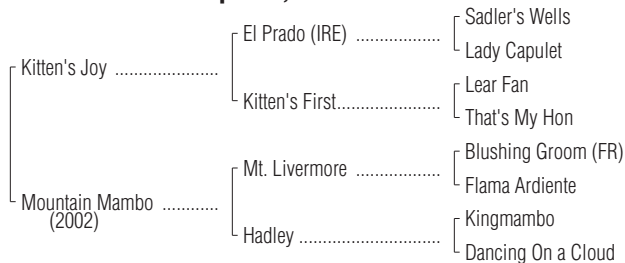 Sadler's Wells
El Prado (IRE) ....................
Lady Capulet
Kitten's Joy ........................
Lear Fan
Kitten's First........................
That's My Hon
Blushing Groom (FR)
Mt. Livermore ....................
Flama Ardiente
Mountain Mambo .............
(2002)
Kingmambo
Hadley .................................
Dancing On a Cloud